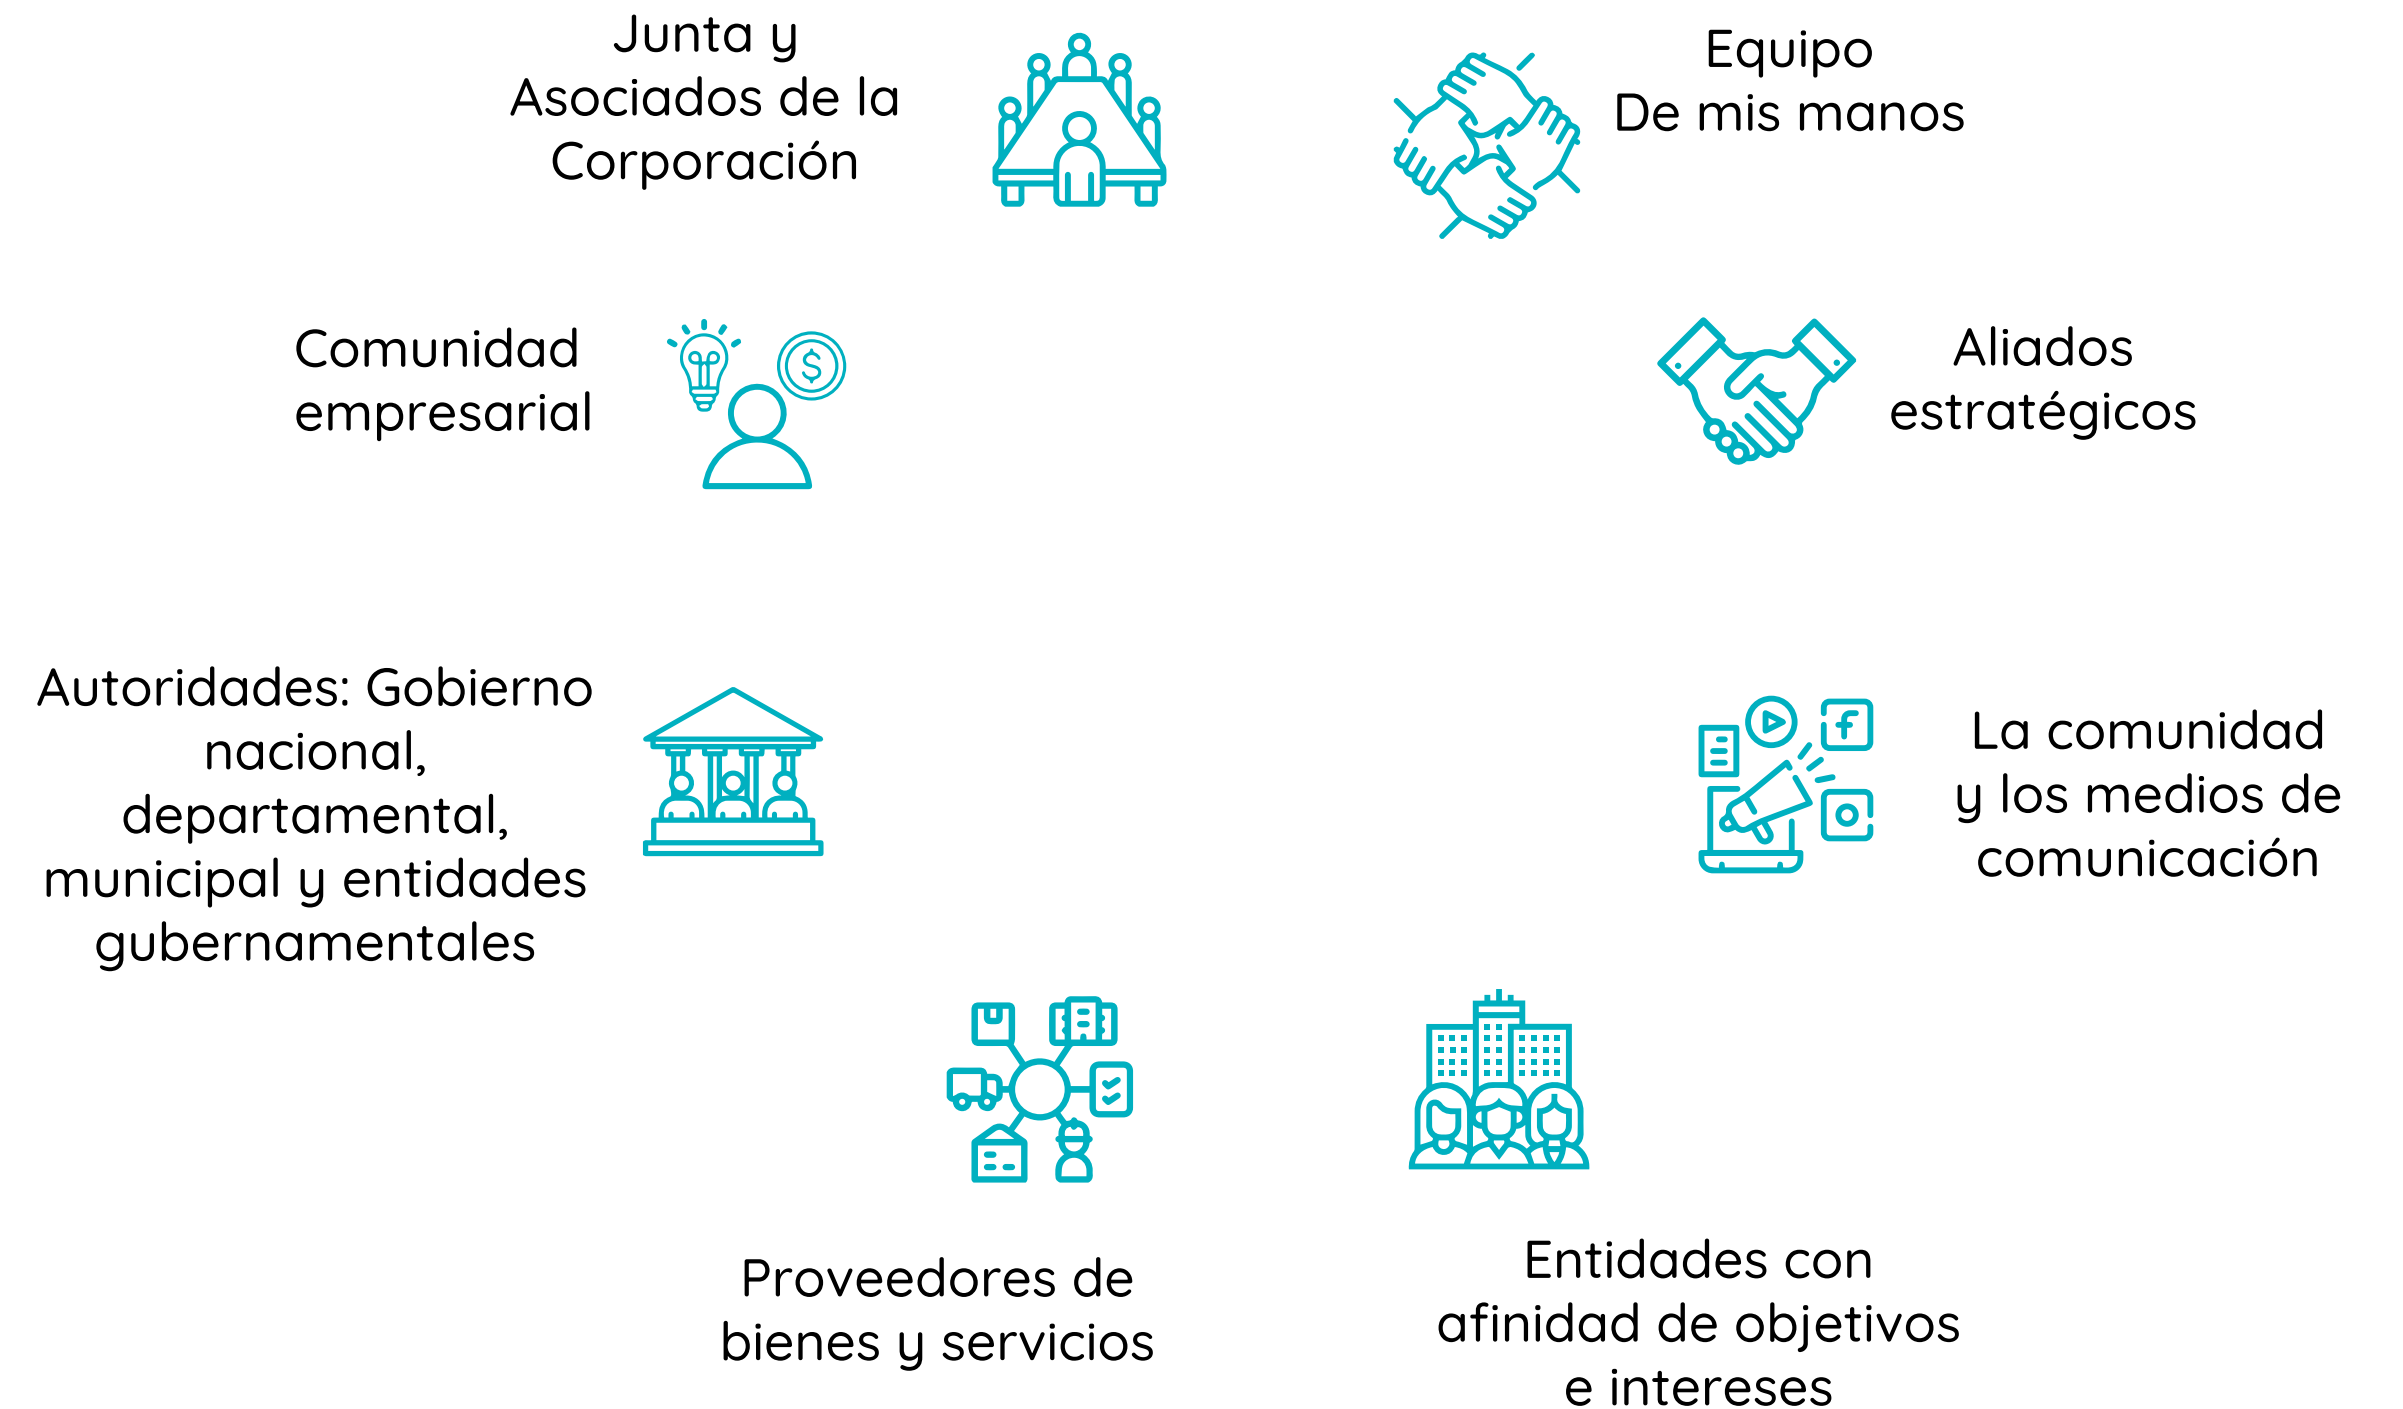 Junta y
Asociados de la
Corporación
Equipo
De mis manos
Comunidad
empresarial
Aliados
estratégicos
Autoridades: Gobierno
nacional,
departamental,
municipal y entidades
gubernamentales
La comunidad
y los medios de
comunicación
Proveedores de
bienes y servicios
Entidades con
afinidad de objetivos
e intereses